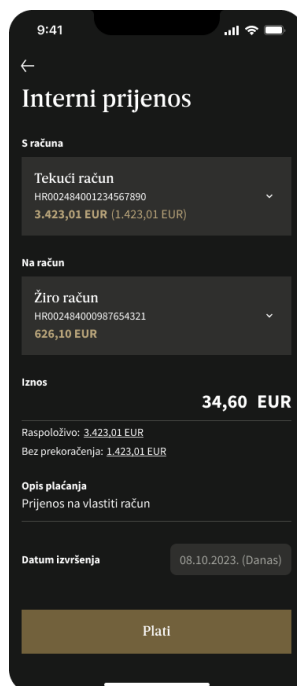 9:41
Interni prijenos
S računa
Tekući račun
HR002484001234567890
3.423,01 EUR (1.423,01 EUR)
Na račun
Žiro račun
HR002484000987654321
626,10 EUR
Iznos
34,60 EUR
Raspoloživo: 3.423,01 EUR
Bez prekoračenja: 1.423,01 EUR
Opis plaćanja
Prijenos na vlastiti račun
Datum izvršenja 08.10.2023. (Danas)
Plati